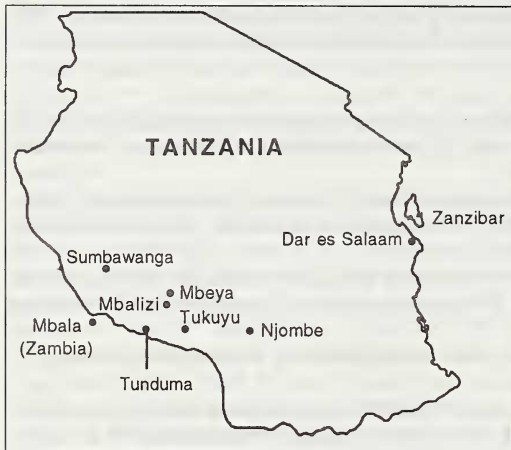 TANZANIA
Zanzibar
Dar es Salaam
Sumbawanga
Mbeya
Mbalizi
Tukuyu
Mbala
(Zambia)
Njombe
Tunduma